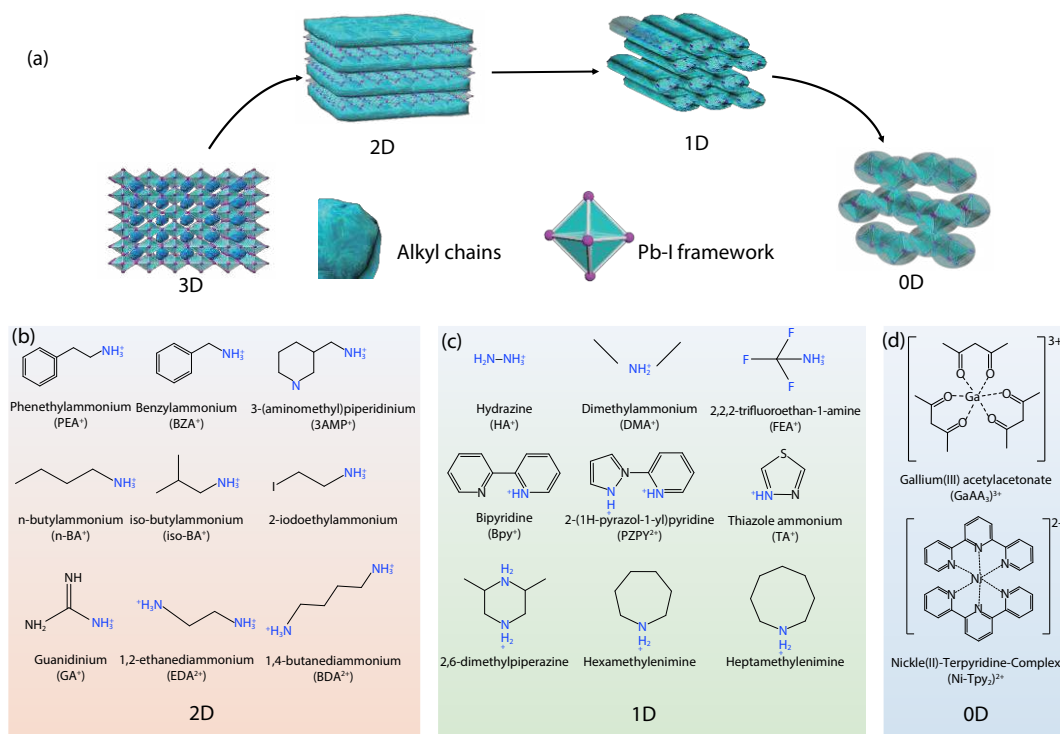 (a)
2D
1D
3D
Alkyl chains
Pb-I framework
0D
(b)
NH₃⁺
NH₃⁺
NH₃⁺
N
Phenethylammonium
(PEA⁺)
Benzylammonium
(BZA⁺)
3-(aminomethyl)piperidinium
(3AMP⁺)
NH₃⁺
NH₃⁺
I
NH₃⁺
n-butylammonium
(n-BA⁺)
iso-butylammonium
(iso-BA⁺)
2-iodoethylammonium
NH
NH₂
NH₃⁺
⁺H₃N
NH₃⁺
NH₃⁺
⁺H₃N
Guanidinium
(GA⁺)
1,2-ethanediammonium
(EDA²⁺)
1,4-butanediammonium
(BDA²⁺)
2D
(c)
H₂N–NH₃⁺
NH₂⁺
F
F
NH₃⁺
F
Hydrazine
(HA⁺)
Dimethylammonium
(DMA⁺)
2,2,2-trifluoroethan-1-amine
(FEA⁺)
N
⁺HN
N
N
H
+
⁺HN
S
⁺HN
N
Bipyridine
(Bpy⁺)
2-(1H-pyrazol-1-yl)pyridine
(PZPY²⁺)
Thiazole ammonium
(TA⁺)
H₂
N
N
H₂
+
N
H₂
+
N
H₂
+
2,6-dimethylpiperazine
Hexamethylenimine
Heptamethylenimine
1D
(d)
3+
O
O
O
O
O
O
Ga
Gallium(III) acetylacetonate
(GaAA₃)³⁺
2+
N
N
N
Ni
N
N
N
Nickle(II)-Terpyridine-Complex
(Ni-Tpy₂)²⁺
0D